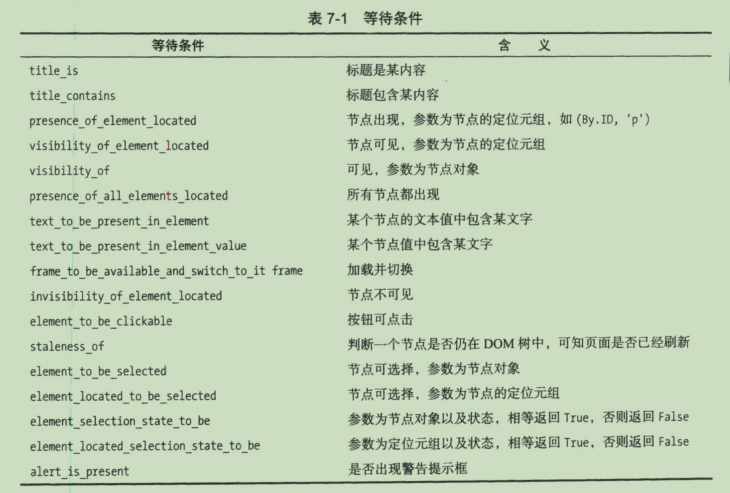 表 7-1 等待条件
等待条件 含 义
title_is 标题是某内容
title_contains 标题包含某内容
presence_of_element_located 节点出现，参数为节点的定位元组，如 (By.ID, 'p')
visibility_of_element_located 节点可见，参数为节点的定位元组
visibility_of 可见，参数为节点对象
presence_of_all_elements_located 所有节点都出现
text_to_be_present_in_element 某个节点的文本值中包含某文字
text_to_be_present_in_element_value 某个节点值中包含某文字
frame_to_be_available_and_switch_to_it frame 加载并切换
invisibility_of_element_located 节点不可见
element_to_be_clickable 按钮可点击
staleness_of 判断一个节点是否仍在 DOM 树中，可知页面是否已经刷新
element_to_be_selected 节点可选择，参数为节点对象
element_located_to_be_selected 节点可选择，参数为节点的定位元组
element_selection_state_to_be 参数为节点对象以及状态，相等返回 True，否则返回 False
element_located_selection_state_to_be 参数为定位元组以及状态，相等返回 True，否则返回 False
alert_is_present 是否出现警告提示框